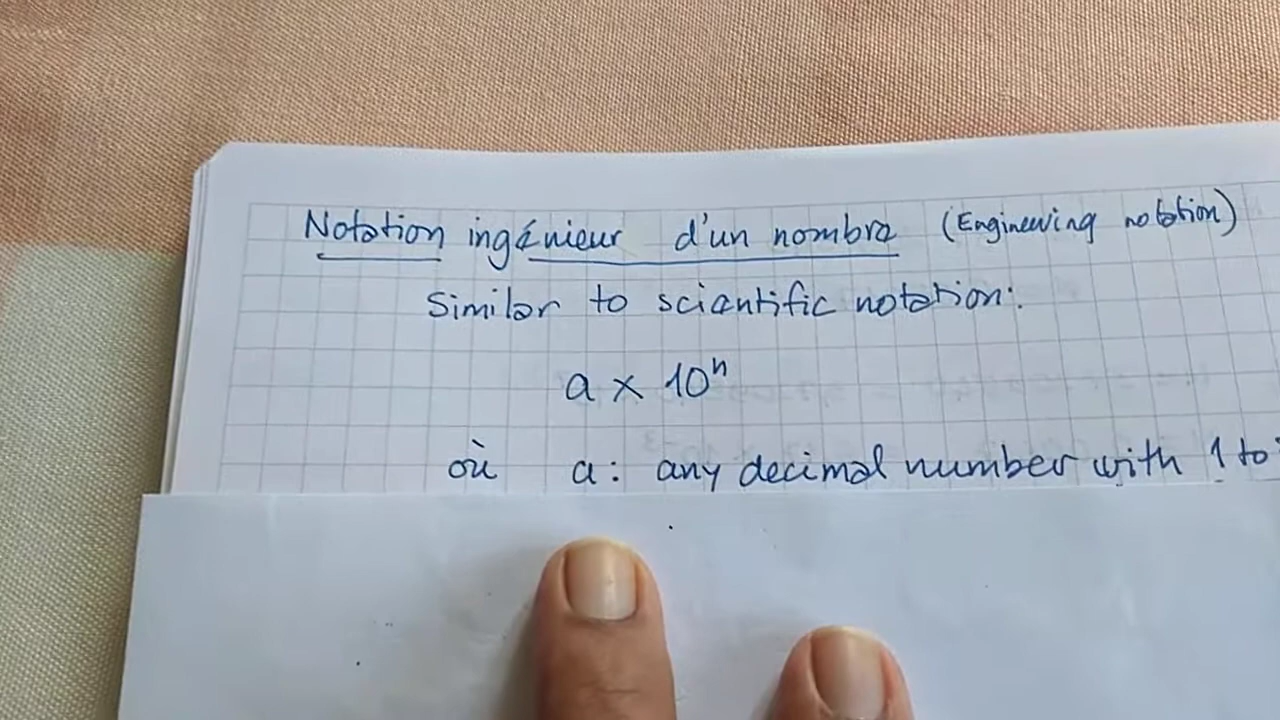 Notation ingénieur d'un nombre (Engineering notation)
Similar to scientific notation:
a × 10ⁿ
où a: any decimal number with 1 to